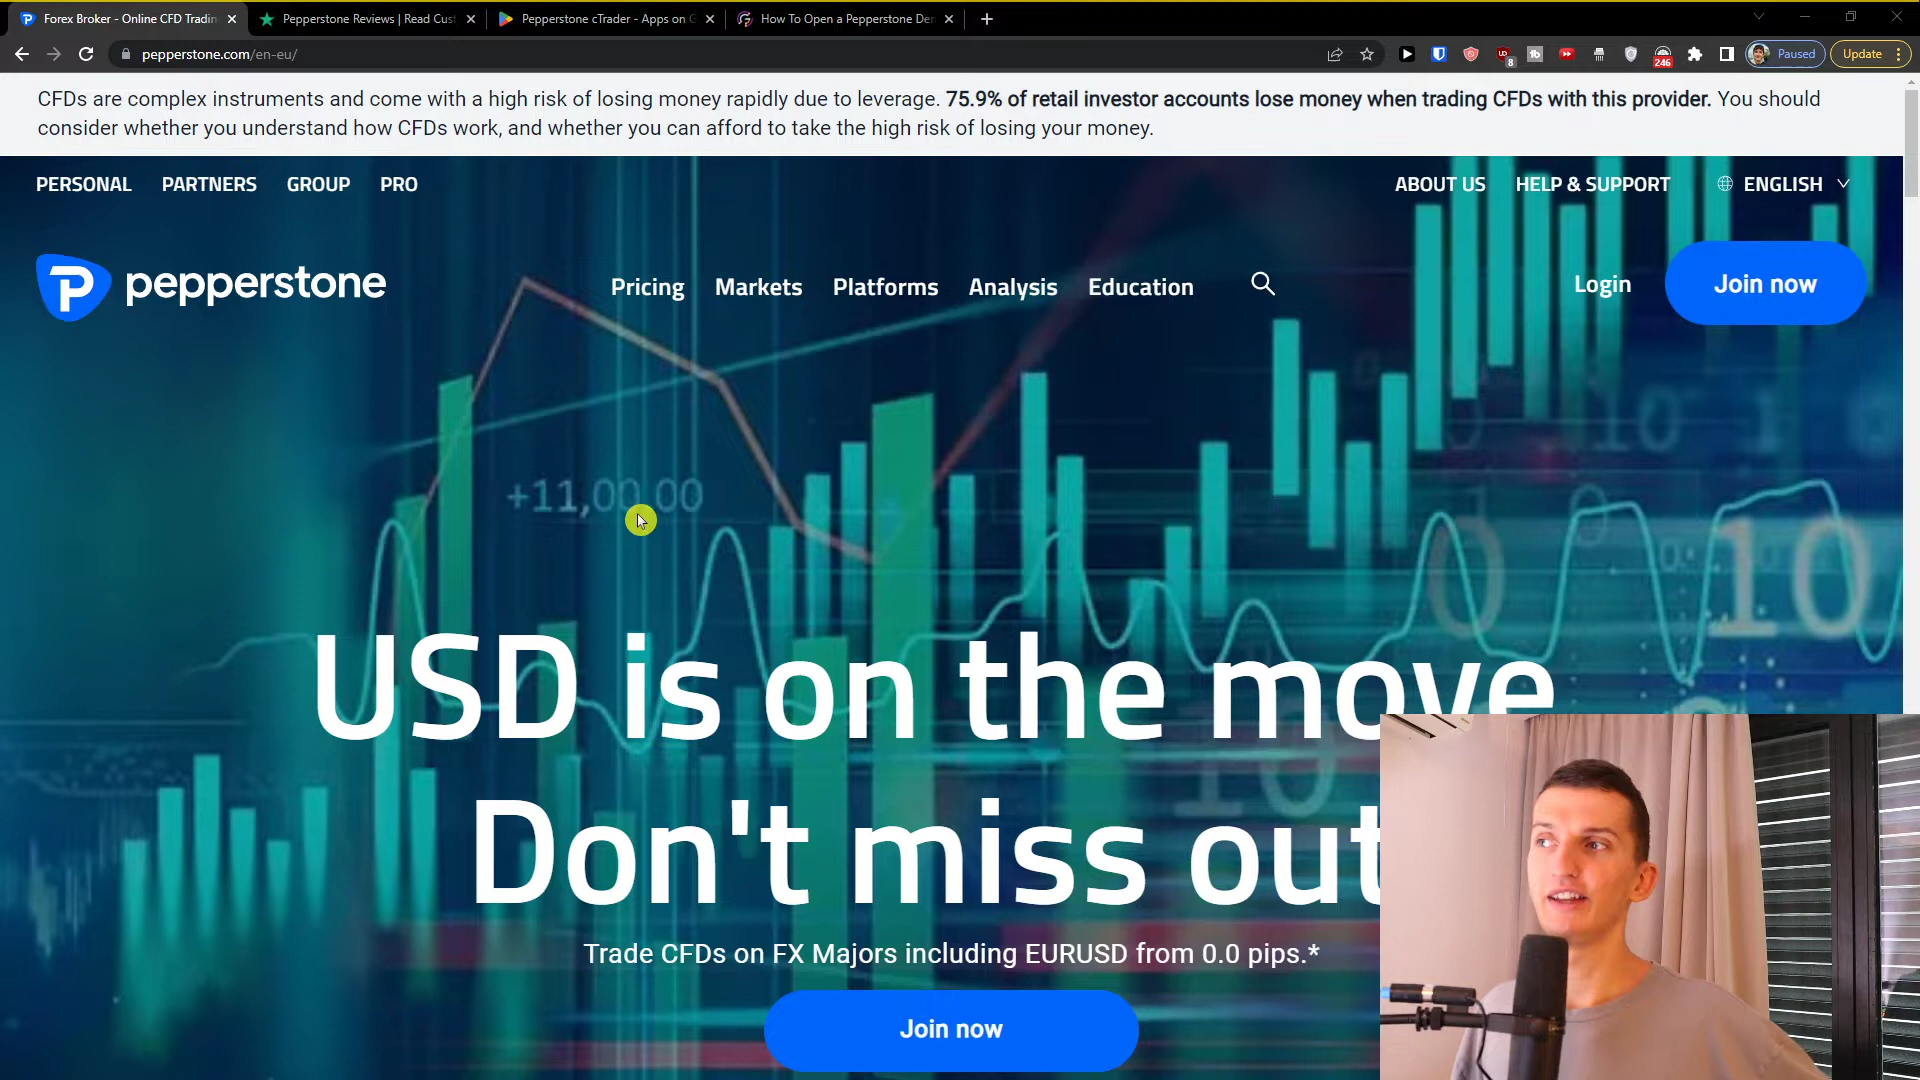 Forex Broker - Online CFD Tradin
Pepperstone Reviews | Read Cus
Pepperstone cTrader - Apps on G
How To Open a Pepperstone De
pepperstone.com/en-eu/
8
246
Paused
Update
CFDs are complex instruments and come with a high risk of losing money rapidly due to leverage. 75.9% of retail investor accounts lose money when trading CFDs with this provider. You should
consider whether you understand how CFDs work, and whether you can afford to take the high risk of losing your money.
PERSONAL PARTNERS GROUP PRO
ABOUT US HELP & SUPPORT ENGLISH
pepperstone
Pricing Markets Platforms Analysis Education
Login Join now
+11,00
USD is on the move
Don't miss out
Trade CFDs on FX Majors including EURUSD from 0.0 pips.*
Join now